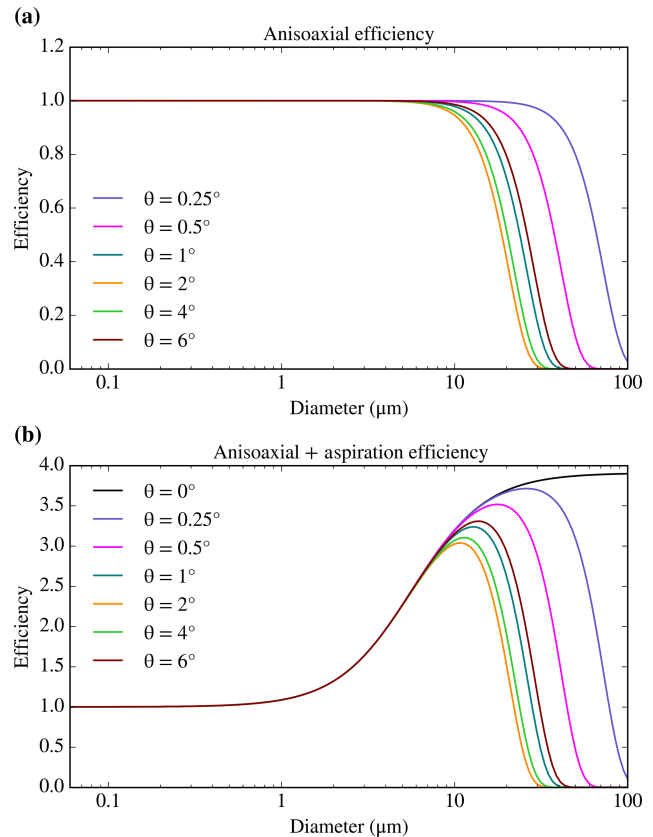 (a)
Anisoaxial efficiency
1.2
1.0
0.8
0.6
0.4
0.2
0.0
Efficiency
θ = 0.25°
θ = 0.5°
θ = 1°
θ = 2°
θ = 4°
θ = 6°
0.1
1
10
100
Diameter (µm)
(b)
Anisoaxial + aspiration efficiency
4.0
3.5
3.0
2.5
2.0
1.5
1.0
0.5
0.0
Efficiency
θ = 0°
θ = 0.25°
θ = 0.5°
θ = 1°
θ = 2°
θ = 4°
θ = 6°
0.1
1
10
100
Diameter (µm)